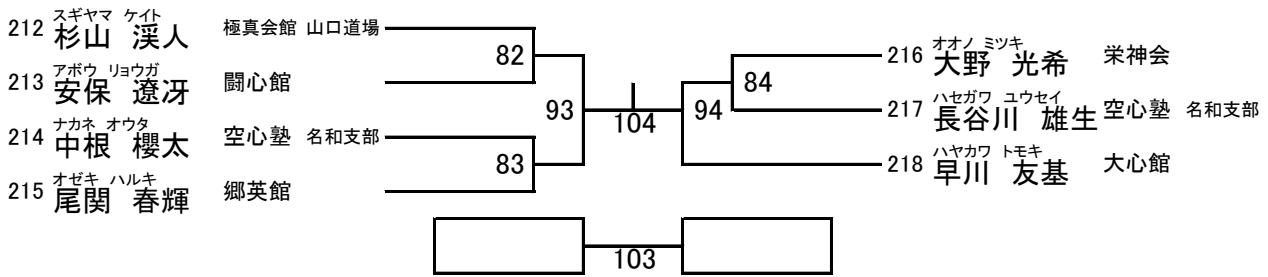 スギヤマ ケイト
212 杉山 渓人 極真会館 山口道場
82
アボウ リョウガ
213 安保 遼冴 闘心館
93
ナカネ オウタ
214 中根 櫻太 空心塾 名和支部
83
オゼキ ハルキ
215 尾関 春輝 郷英館
104
オオノ ミツキ
216 大野 光希 栄神会
84
94
ハセガワ ユウセイ
217 長谷川 雄生 空心塾 名和支部
ハヤカワ トモキ
218 早川 友基 大心館
103